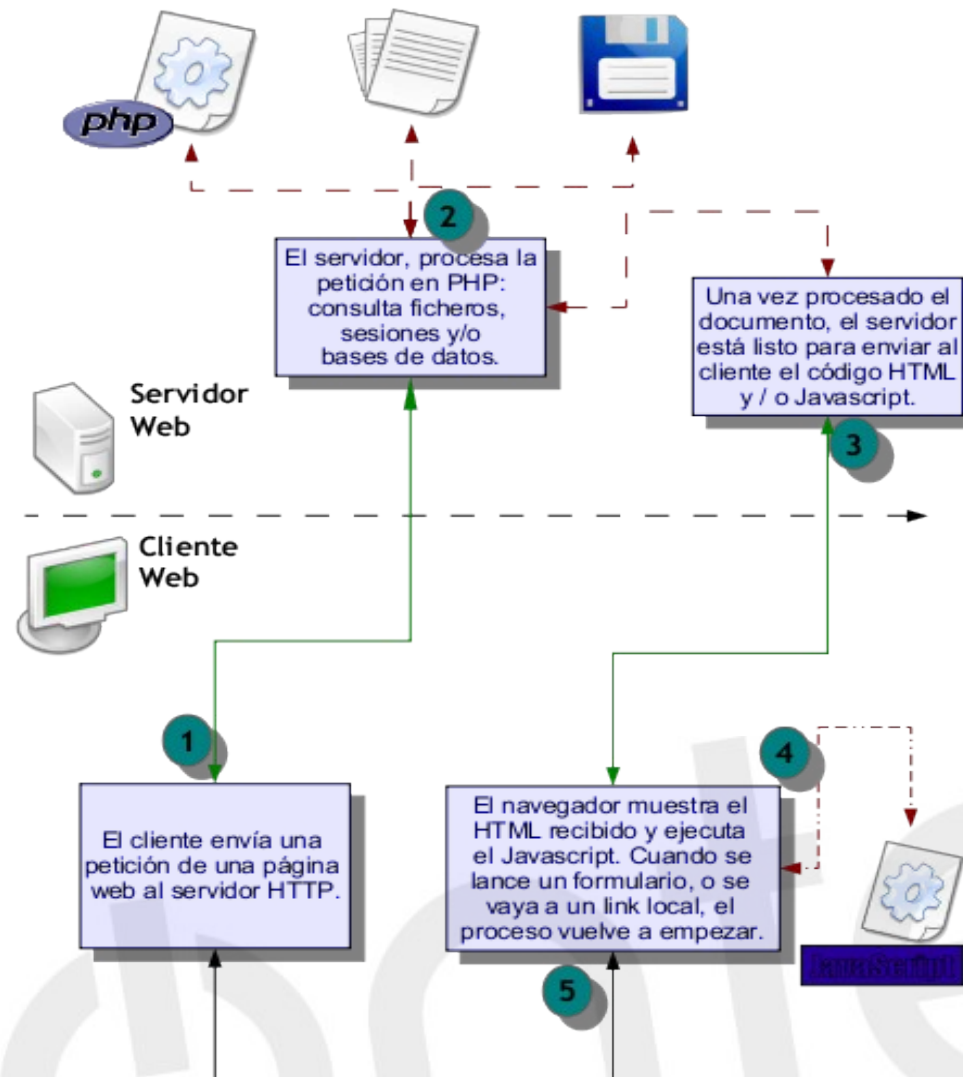 php
2
El servidor, procesa la
petición en PHP:
consulta ficheros,
sesiones y/o
bases de datos.
Una vez procesado el
documento, el servidor
está listo para enviar al
cliente el código HTML
y / o Javascript.
3
Servidor
Web
Cliente
Web
1
El cliente envía una
petición de una página
web al servidor HTTP.
4
El navegador muestra el
HTML recibido y ejecuta
el Javascript. Cuando se
lance un formulario, o se
vaya a un link local, el
proceso vuelve a empezar.
JavaScript
5